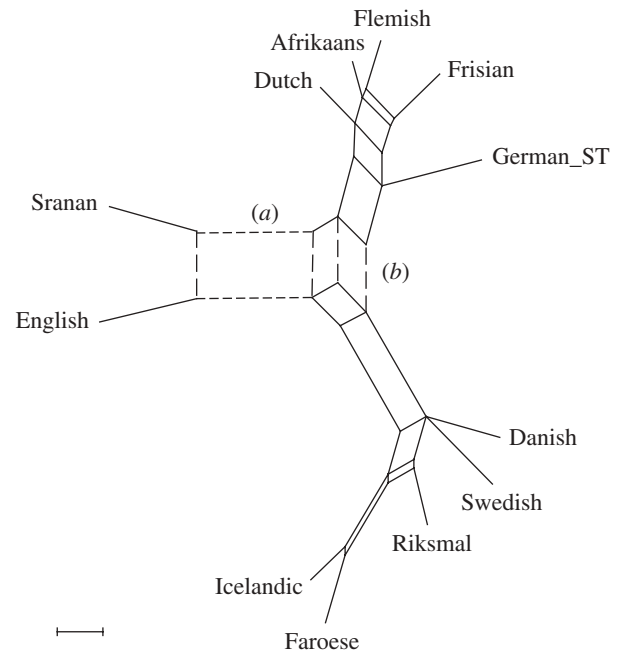 Flemish
Afrikaans
Frisian
Dutch
German_ST
Sranan
(a)
(b)
English
Danish
Swedish
Riksmal
Icelandic
Faroese